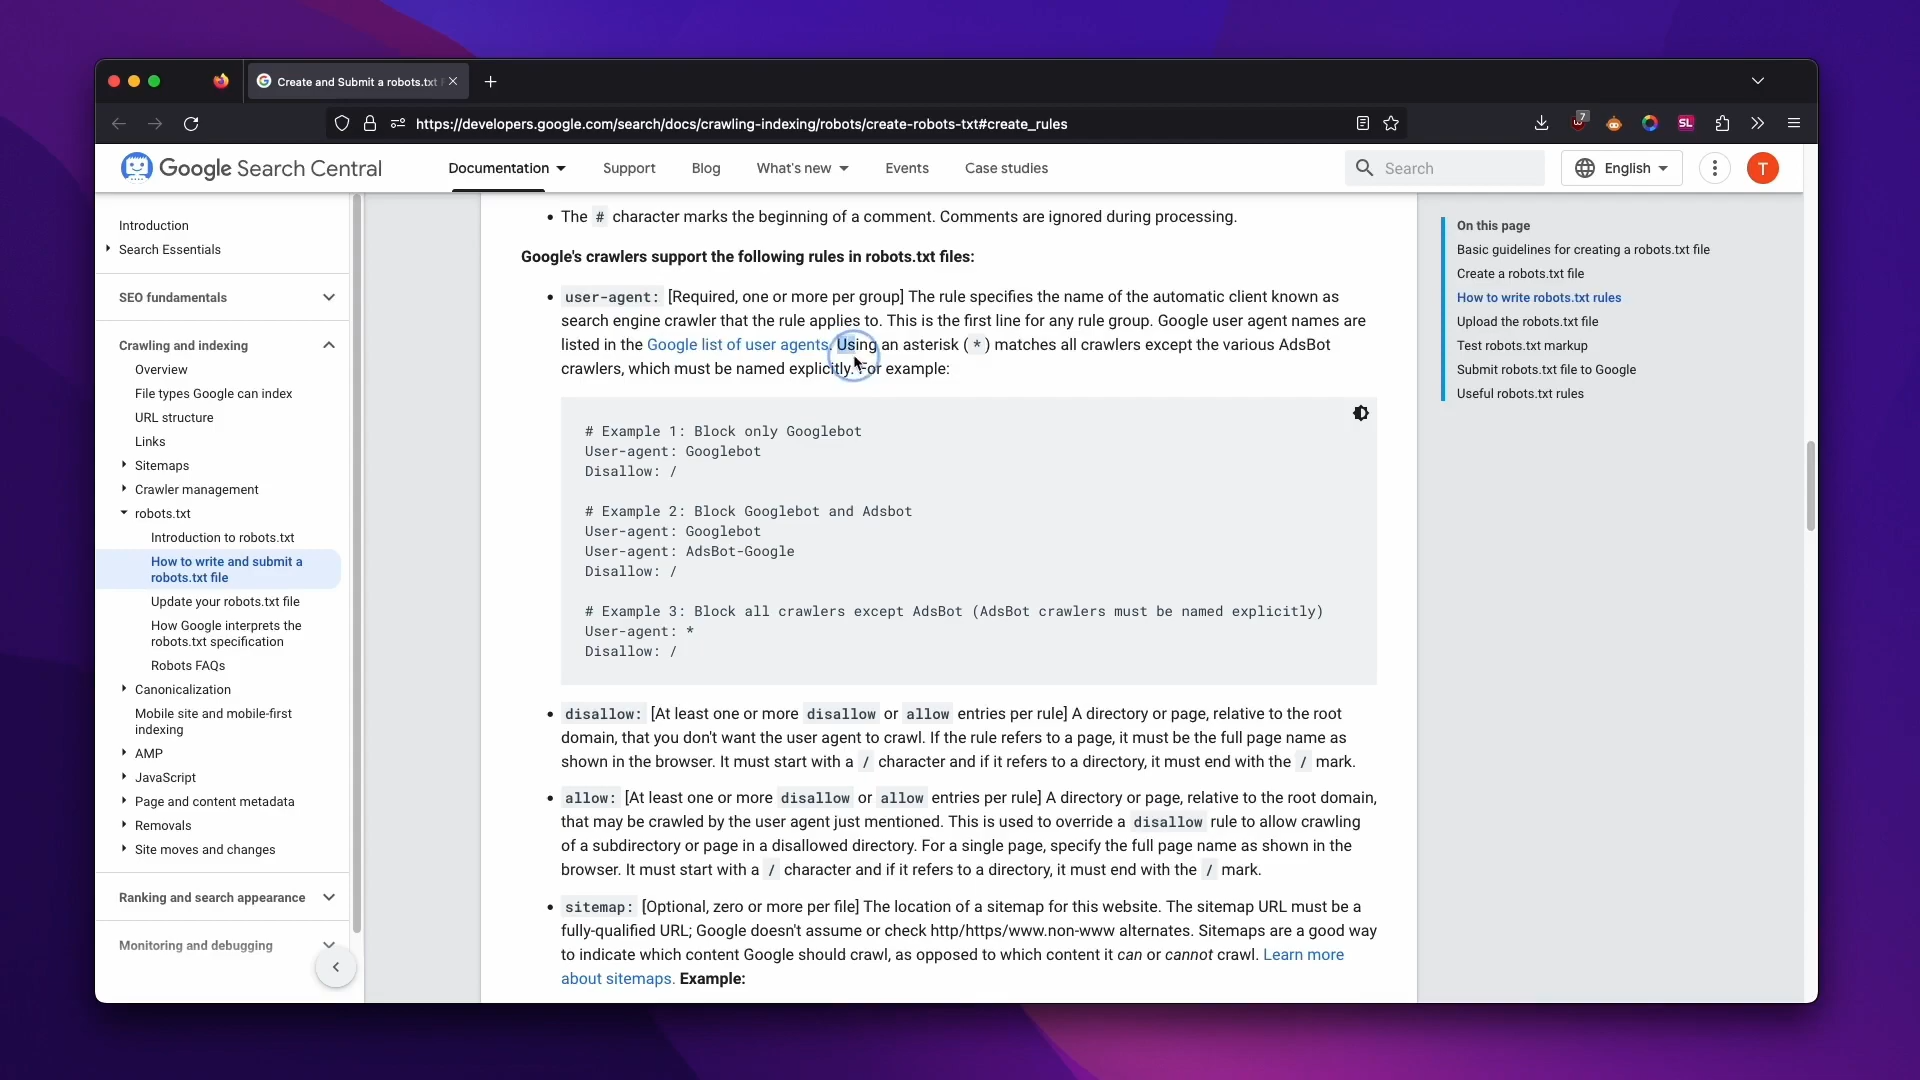 Create and Submit a robots.txt
https://developers.google.com/search/docs/crawling-indexing/robots/create-robots-txt#create_rules
7
SL
Google Search Central
Documentation
Support
Blog
What's new
Events
Case studies
Search
English
T
Introduction
Search Essentials
SEO fundamentals
Crawling and indexing
Overview
File types Google can index
URL structure
Links
Sitemaps
Crawler management
robots.txt
Introduction to robots.txt
How to write and submit a
robots.txt file
Update your robots.txt file
How Google interprets the
robots.txt specification
Robots FAQs
Canonicalization
Mobile site and mobile-first
indexing
AMP
JavaScript
Page and content metadata
Removals
Site moves and changes
Ranking and search appearance
Monitoring and debugging
• The # character marks the beginning of a comment. Comments are ignored during processing.
Google's crawlers support the following rules in robots.txt files:
• user-agent: [Required, one or more per group] The rule specifies the name of the automatic client known as
search engine crawler that the rule applies to. This is the first line for any rule group. Google user agent names are
listed in the Google list of user agents. Using an asterisk (*) matches all crawlers except the various AdsBot
crawlers, which must be named explicitly. For example:
# Example 1: Block only Googlebot
User-agent: Googlebot
Disallow: /
# Example 2: Block Googlebot and Adsbot
User-agent: Googlebot
User-agent: AdsBot-Google
Disallow: /
# Example 3: Block all crawlers except AdsBot (AdsBot crawlers must be named explicitly)
User-agent: *
Disallow: /
• disallow: [At least one or more disallow or allow entries per rule] A directory or page, relative to the root
domain, that you don't want the user agent to crawl. If the rule refers to a page, it must be the full page name as
shown in the browser. It must start with a / character and if it refers to a directory, it must end with the / mark.
• allow: [At least one or more disallow or allow entries per rule] A directory or page, relative to the root domain,
that may be crawled by the user agent just mentioned. This is used to override a disallow rule to allow crawling
of a subdirectory or page in a disallowed directory. For a single page, specify the full page name as shown in the
browser. It must start with a / character and if it refers to a directory, it must end with the / mark.
• sitemap: [Optional, zero or more per file] The location of a sitemap for this website. The sitemap URL must be a
fully-qualified URL; Google doesn't assume or check http/https/www.non-www alternates. Sitemaps are a good way
to indicate which content Google should crawl, as opposed to which content it can or cannot crawl. Learn more
about sitemaps. Example:
On this page
Basic guidelines for creating a robots.txt file
Create a robots.txt file
How to write robots.txt rules
Upload the robots.txt file
Test robots.txt markup
Submit robots.txt file to Google
Useful robots.txt rules